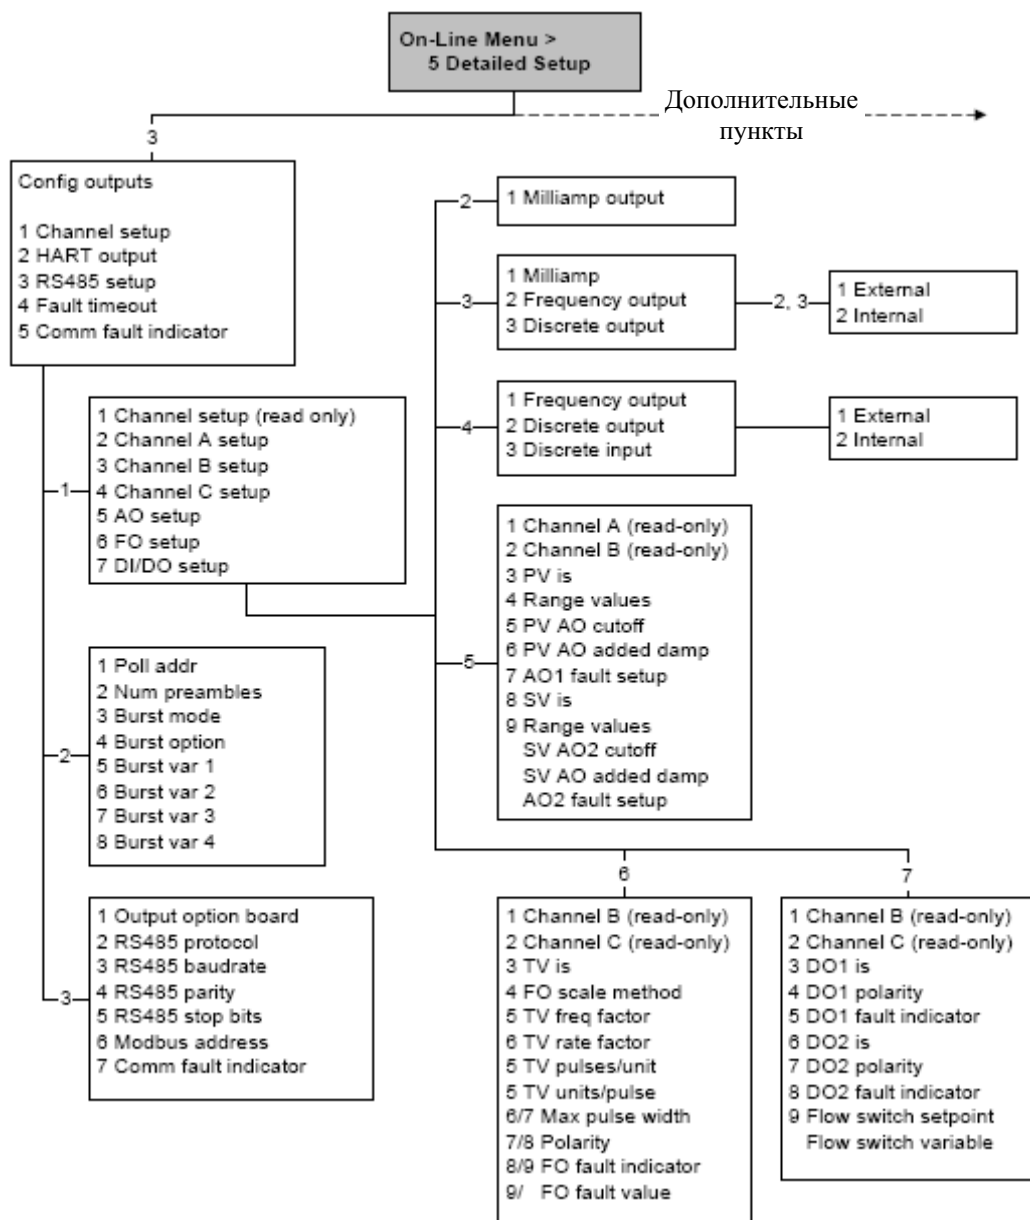 On-Line Menu >
5 Detailed Setup
Дополнительные
пункты
3
Config outputs
1 Channel setup
2 HART output
3 RS485 setup
4 Fault timeout
5 Comm fault indicator
1
1 Channel setup (read only)
2 Channel A setup
3 Channel B setup
4 Channel C setup
5 AO setup
6 FO setup
7 DI/DO setup
2
1 Poll addr
2 Num preambles
3 Burst mode
4 Burst option
5 Burst var 1
6 Burst var 2
7 Burst var 3
8 Burst var 4
3
1 Output option board
2 RS485 protocol
3 RS485 baudrate
4 RS485 parity
5 RS485 stop bits
6 Modbus address
7 Comm fault indicator
2
1 Milliamp output
3
1 Milliamp
2 Frequency output
3 Discrete output
2, 3
1 External
2 Internal
4
1 Frequency output
2 Discrete output
3 Discrete input
1 External
2 Internal
5
1 Channel A (read-only)
2 Channel B (read-only)
3 PV is
4 Range values
5 PV AO cutoff
6 PV AO added damp
7 AO1 fault setup
8 SV is
9 Range values
SV AO2 cutoff
SV AO added damp
AO2 fault setup
6
1 Channel B (read-only)
2 Channel C (read-only)
3 TV is
4 FO scale method
5 TV freq factor
6 TV rate factor
5 TV pulses/unit
5 TV units/pulse
6/7 Max pulse width
7/8 Polarity
8/9 FO fault indicator
9/ FO fault value
7
1 Channel B (read-only)
2 Channel C (read-only)
3 DO1 is
4 DO1 polarity
5 DO1 fault indicator
6 DO2 is
7 DO2 polarity
8 DO2 fault indicator
9 Flow switch setpoint
Flow switch variable